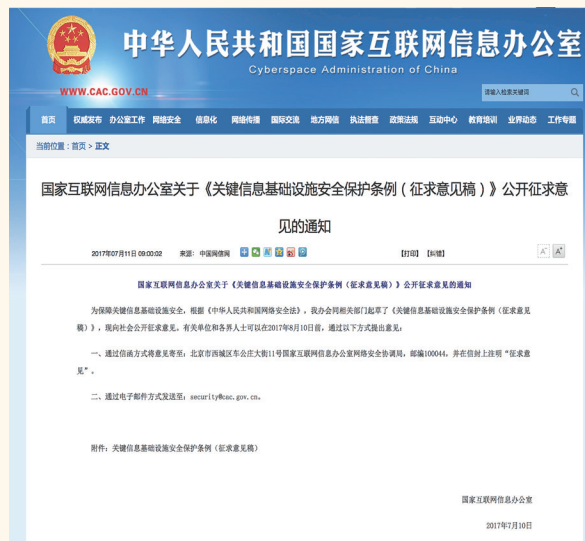 中华人民共和国国家互联网信息办公室
Cyberspace Administration of China
WWW.CAC.GOV.CN
请输入检索关键词
首页 权威发布 办公室工作 网络安全 信息化 网络传播 国际交流 地方网信 执法督查 政策法规 互动中心 教育培训 业界动态 工作专题
当前位置：首页 > 正文
国家互联网信息办公室关于《关键信息基础设施安全保护条例（征求意见稿）》公开征求意
见的通知
2017年07月11日 09:00:02 来源： 中国网信网 【打印】 【纠错】 A- A+
国家互联网信息办公室关于《关键信息基础设施安全保护条例（征求意见稿）》公开征求意见的通知
为保障关键信息基础设施安全，根据《中华人民共和国网络安全法》，我办会同相关部门起草了《关键信息基础设施安全保护条例（征求意见
稿）》，现向社会公开征求意见。有关单位和各界人士可以在2017年8月10日前，通过以下方式提出意见：
一、通过信函方式将意见寄至：北京市西城区车公庄大街11号国家互联网信息办公室网络安全协调局，邮编100044，并在信封上注明“征求意
见”。
二、通过电子邮件方式发送至：security@cac.gov.cn。
附件：关键信息基础设施安全保护条例（征求意见稿）
国家互联网信息办公室
2017年7月10日